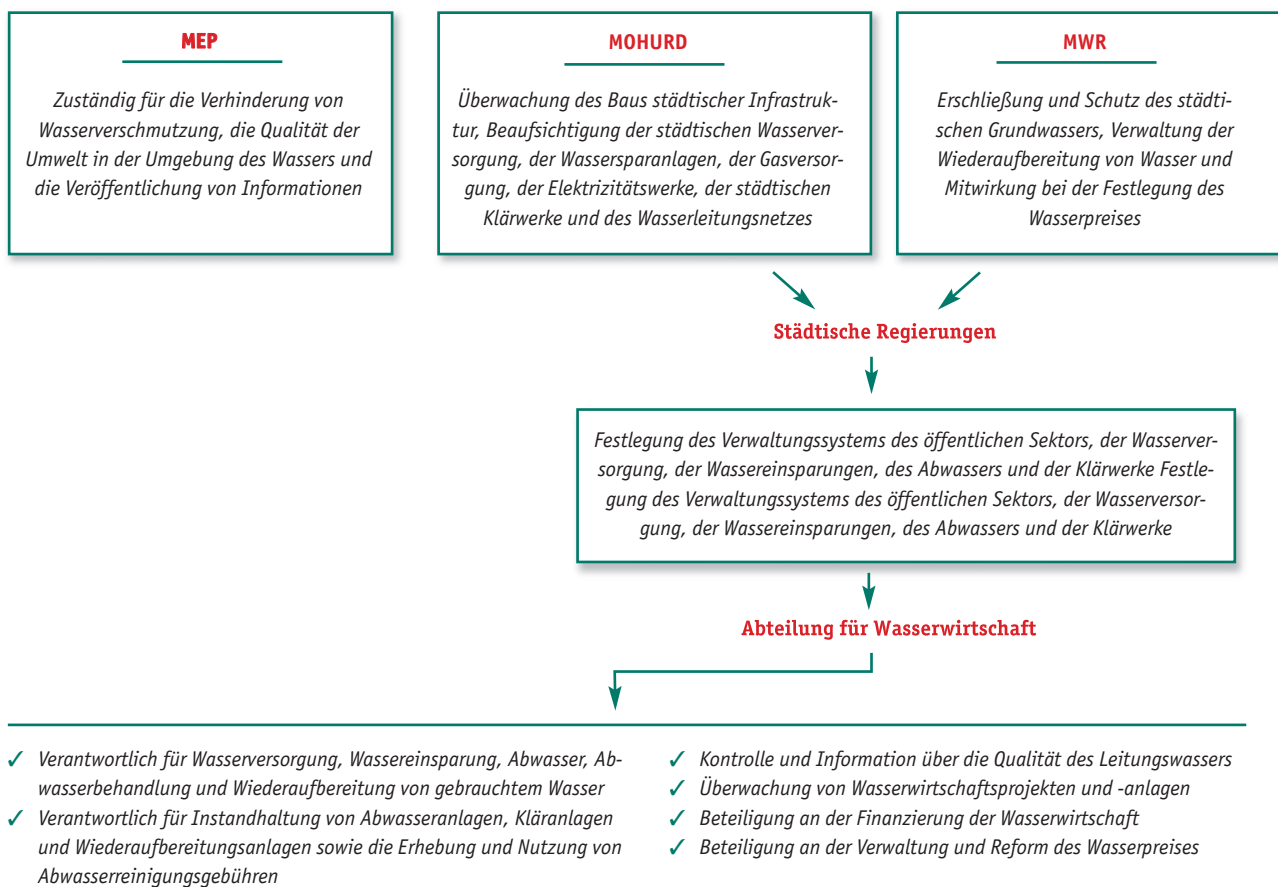 MEP
Zuständig für die Verhinderung von
Wasserverschmutzung, die Qualität der
Umwelt in der Umgebung des Wassers und
die Veröffentlichung von Informationen
MOHURD
Überwachung des Baus städtischer Infrastruk-
tur, Beaufsichtigung der städtischen Wasserver-
sorgung, der Wassersparanlagen, der Gasversor-
gung, der Elektrizitätswerke, der städtischen
Klärwerke und des Wasserleitungsnetzes
MWR
Erschließung und Schutz des städti-
schen Grundwassers, Verwaltung der
Wiederaufbereitung von Wasser und
Mitwirkung bei der Festlegung des
Wasserpreises
Städtische Regierungen
Festlegung des Verwaltungssystems des öffentlichen Sektors, der Wasserver-
sorgung, der Wassereinsparungen, des Abwassers und der Klärwerke Festle-
gung des Verwaltungssystems des öffentlichen Sektors, der Wasserversor-
gung, der Wassereinsparungen, des Abwassers und der Klärwerke
Abteilung für Wasserwirtschaft
✓ Verantwortlich für Wasserversorgung, Wassereinsparung, Abwasser, Ab-
wasserbehandlung und Wiederaufbereitung von gebrauchtem Wasser
✓ Verantwortlich für Instandhaltung von Abwasseranlagen, Kläranlagen
und Wiederaufbereitungsanlagen sowie die Erhebung und Nutzung von
Abwasserreinigungsgebühren
✓ Kontrolle und Information über die Qualität des Leitungswassers
✓ Überwachung von Wasserwirtschaftsprojekten und -anlagen
✓ Beteiligung an der Finanzierung der Wasserwirtschaft
✓ Beteiligung an der Verwaltung und Reform des Wasserpreises